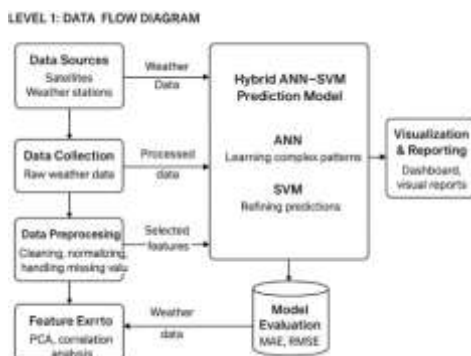 LEVEL 1: DATA FLOW DIAGRAM
Data Sources
Satellites
Weather stations
Weather
Data
Hybrid ANN–SVM
Prediction Model
ANN
Learning complex patterns
SVM
Refining predictions
Visualization
& Reporting
Dashboard,
visual reports
Data Collection
Raw weather data
Processed
data
Data Preprocesing
Cleaning, normalizing,
handling missing valu
Selected
features
Feature Exrrto
PCA, correlation
analysis
Weather
data
Model
Evaluation
MAE, RMSE